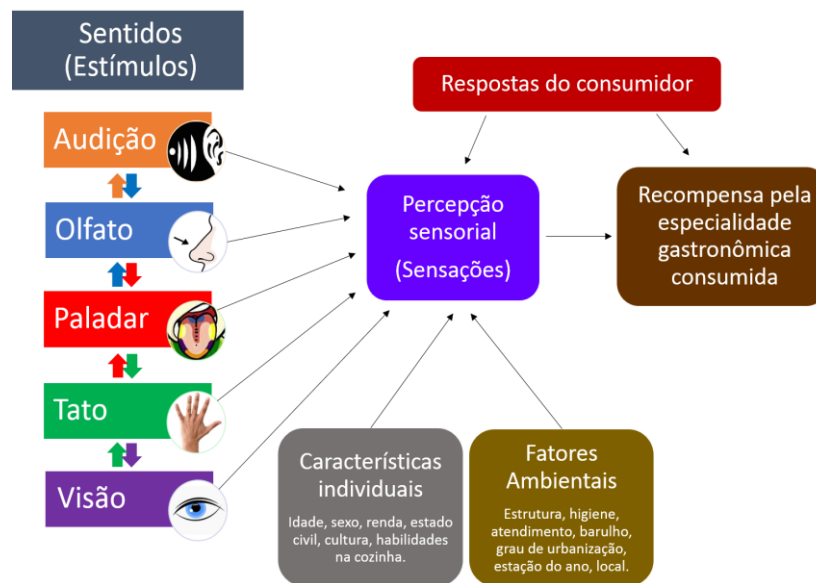 Sentidos
(Estímulos)
Respostas do consumidor
Audição
Olfato
Paladar
Tato
Visão
Percepção
sensorial
(Sensações)
Recompensa pela
especialidade
gastronômica
consumida
Características
individuais
Idade, sexo, renda, estado
civil, cultura, habilidades
na cozinha.
Fatores
Ambientais
Estrutura, higiene,
atendimento, barulho,
grau de urbanização,
estação do ano, local.